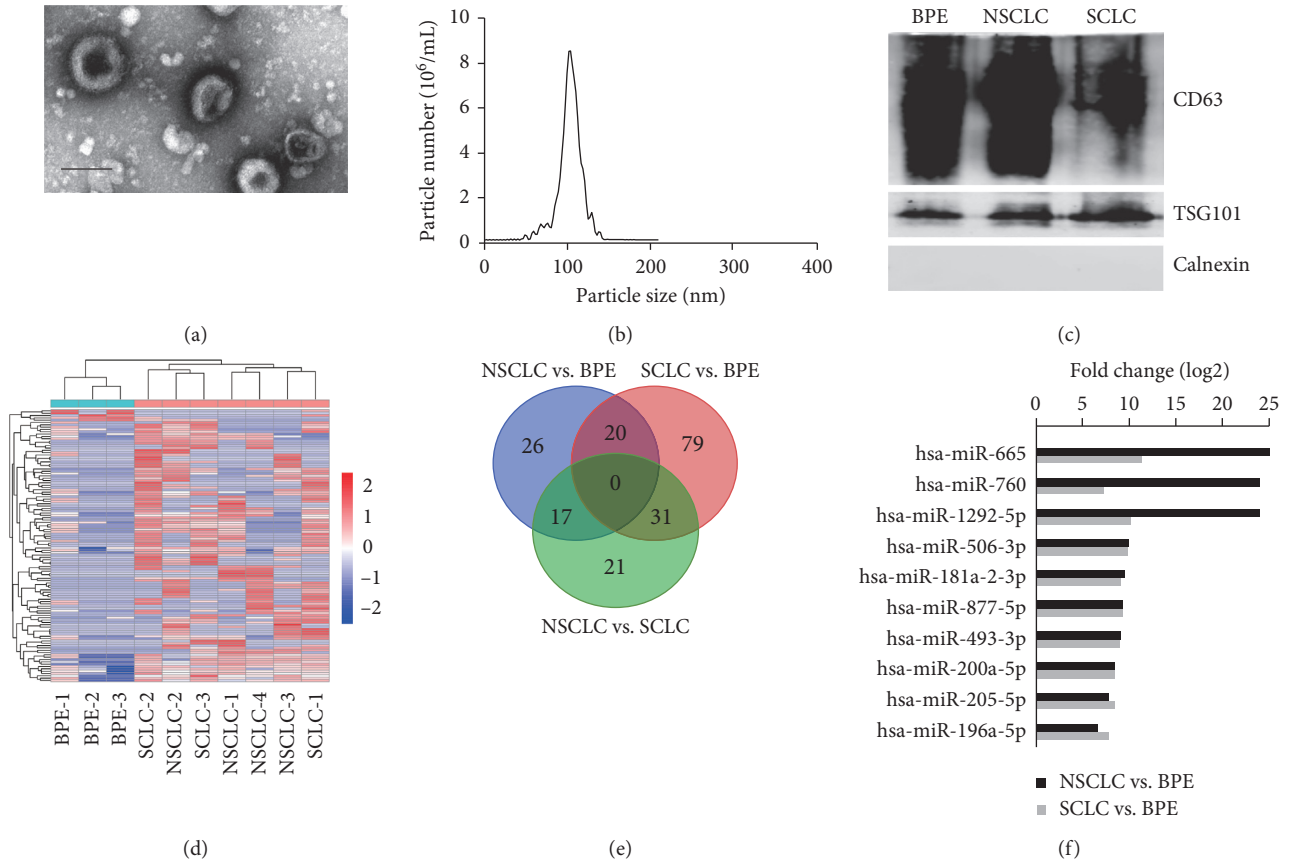 (a)
Particle number (10⁶/mL)
10
8
6
4
2
0
0 100 200 300 400
Particle size (nm)
(b)
BPE NSCLC SCLC
CD63
TSG101
Calnexin
(c)
2
1
0
−1
−2
BPE-1
BPE-2
BPE-3
SCLC-2
NSCLC-2
SCLC-3
NSCLC-1
NSCLC-4
NSCLC-3
SCLC-1
(d)
NSCLC vs. BPE SCLC vs. BPE
26 20 79
0
17 31
21
NSCLC vs. SCLC
(e)
Fold change (log2)
0 5 10 15 20 25
hsa-miR-665
hsa-miR-760
hsa-miR-1292-5p
hsa-miR-506-3p
hsa-miR-181a-2-3p
hsa-miR-877-5p
hsa-miR-493-3p
hsa-miR-200a-5p
hsa-miR-205-5p
hsa-miR-196a-5p
NSCLC vs. BPE
SCLC vs. BPE
(f)